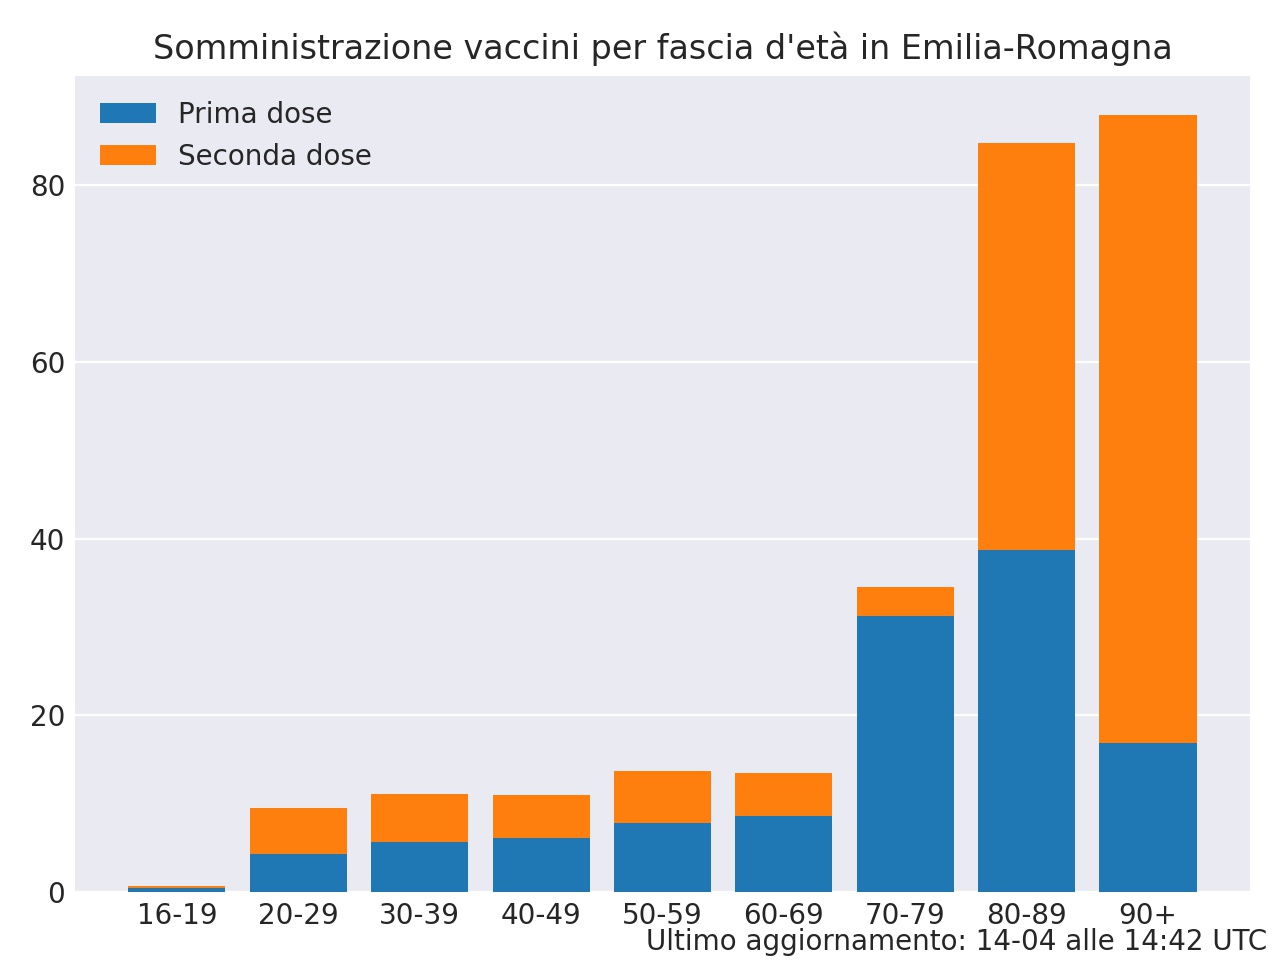 Somministrazione vaccini per fascia d'età in Emilia-Romagna
Prima dose
Seconda dose
80
60
40
20
0
16-19 20-29 30-39 40-49 50-59 60-69 70-79 80-89 90+
Ultimo aggiornamento: 14-04 alle 14:42 UTC